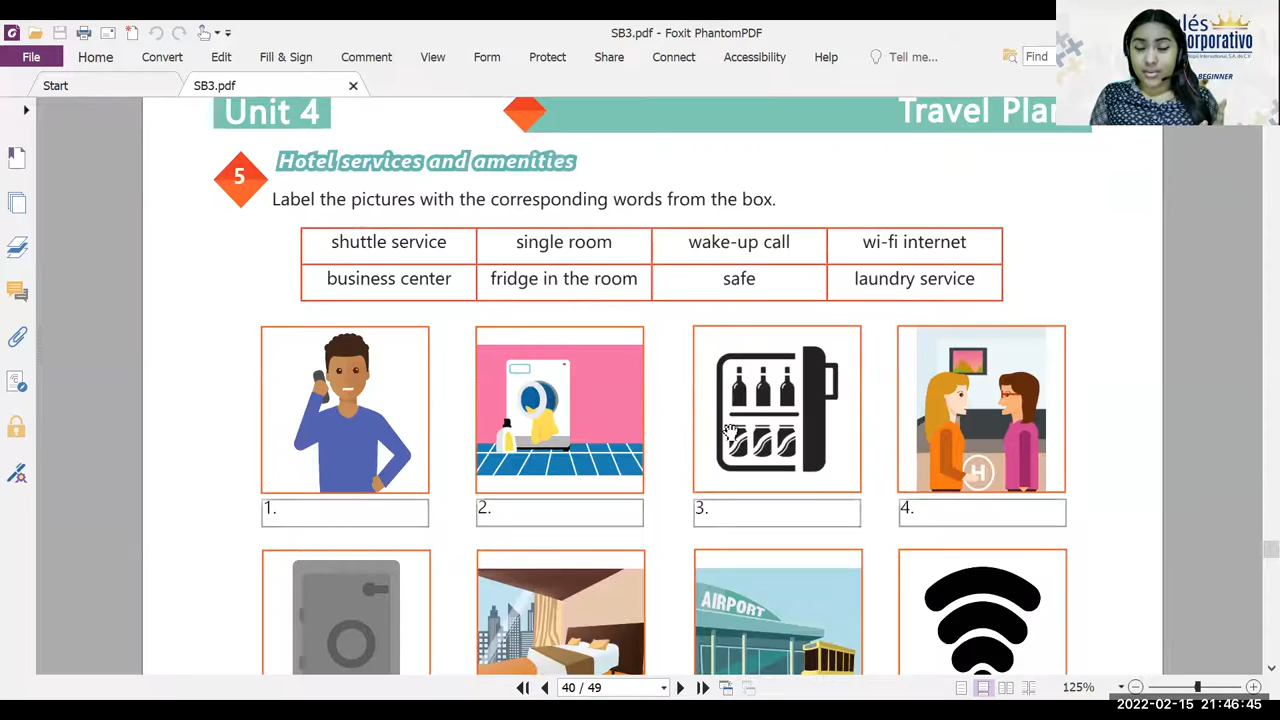 SB3.pdf - Foxit PhantomPDF
File Home Convert Edit Fill & Sign Comment View Form Protect Share Connect Accessibility Help Tell me... Find
Start SB3.pdf
lés
orporativo
BEGINNER
Unit 4
Travel Plan
5 Hotel services and amenities
Label the pictures with the corresponding words from the box.
shuttle service single room wake-up call wi-fi internet
business center fridge in the room safe laundry service
H
1. 2. 3. 4.
AIRPORT
40 / 49 125%
2022-02-15 21:46:45